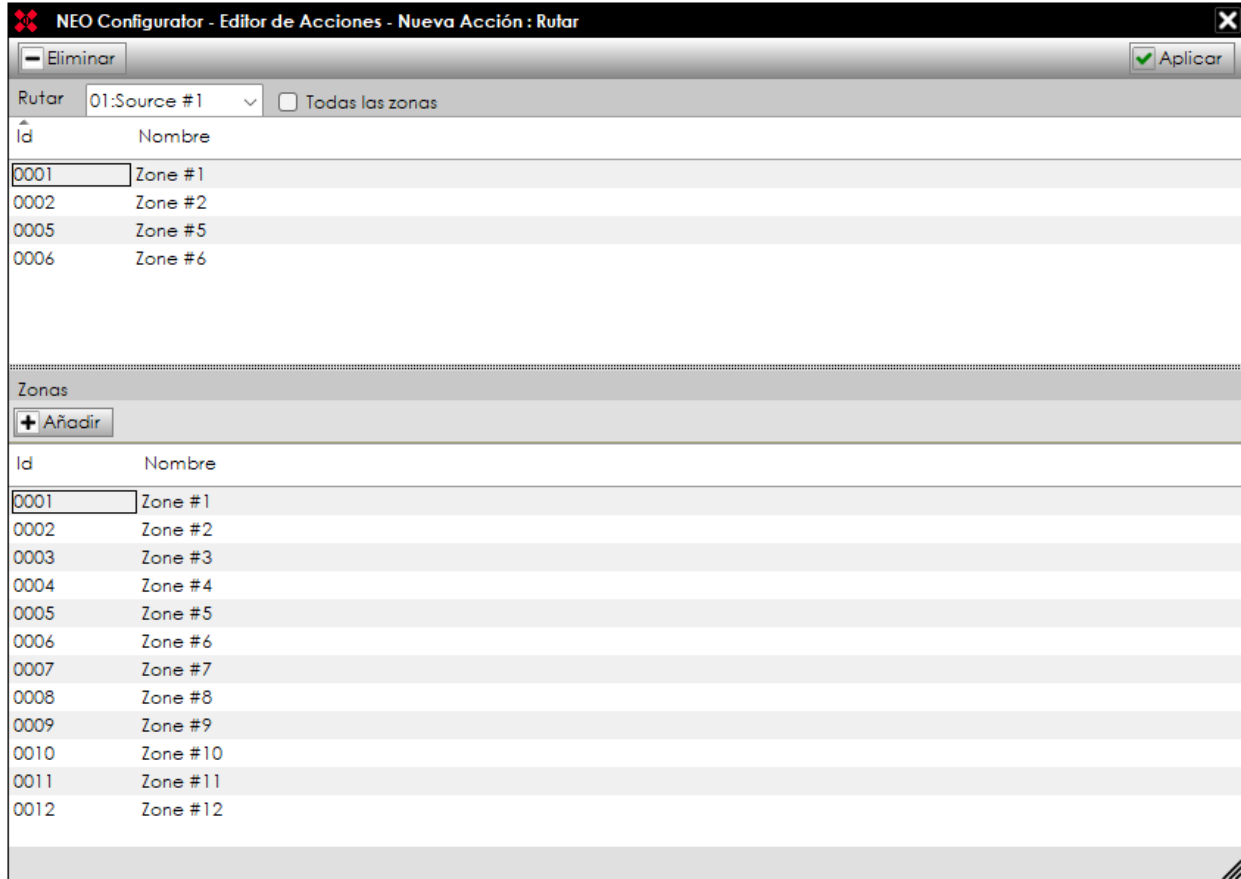 NEO Configurator - Editor de Acciones - Nueva Acción : Rutar
Eliminar Aplicar
Rutar 01:Source #1 Todas las zonas
Id Nombre
0001 Zone #1
0002 Zone #2
0005 Zone #5
0006 Zone #6
Zonas
Añadir
Id Nombre
0001 Zone #1
0002 Zone #2
0003 Zone #3
0004 Zone #4
0005 Zone #5
0006 Zone #6
0007 Zone #7
0008 Zone #8
0009 Zone #9
0010 Zone #10
0011 Zone #11
0012 Zone #12